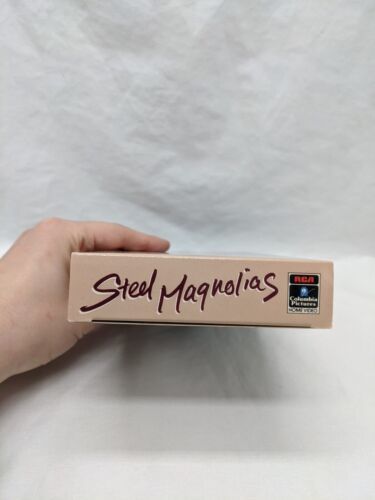 Steel Magnolias
RCA
Columbia
Pictures
HOME VIDEO